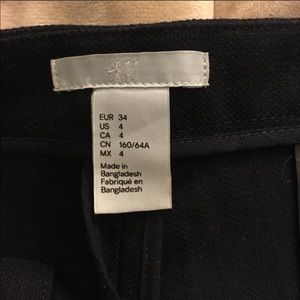 H&M
EUR 34
US 4
CA 4
CN 160/64A
MX 4
Made in
Bangladesh
Fabriqué en
Bangladesh